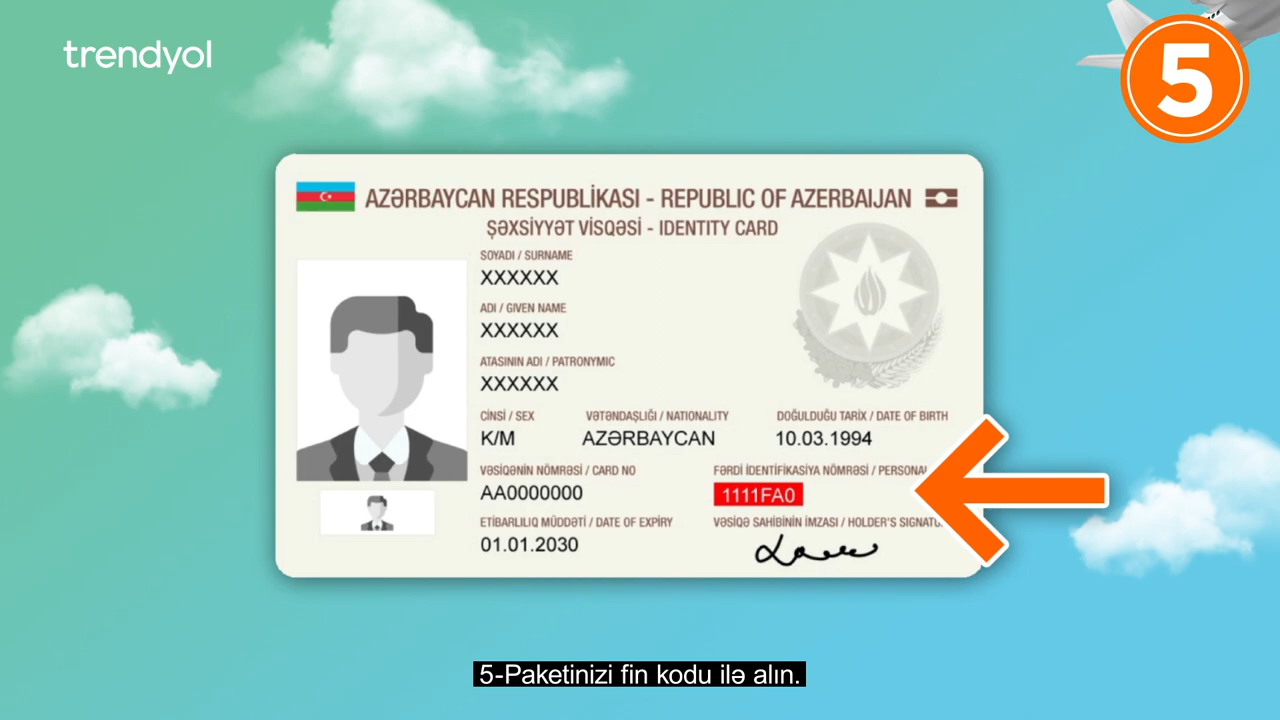 trendyol
5
AZƏRBAYCAN RESPUBLİKASI - REPUBLIC OF AZERBAIJAN
ŞƏXSİYYƏT VİSQƏSİ - IDENTITY CARD
SOYADI / SURNAME
XXXXXX
ADI / GIVEN NAME
XXXXXX
ATASININ ADI / PATRONYMIC
XXXXXX
CİNSİ / SEX VƏTƏNDAŞLIĞI / NATIONALITY DOĞULDUĞU TARİX / DATE OF BIRTH
K/M AZƏRBAYCAN 10.03.1994
VƏSİQƏNİN NÖMRƏSİ / CARD NO FƏRDİ İDENTİFİKASİYA NÖMRƏSİ / PERSONAL
AA0000000 1111FA0
ETİBARLILIQ MÜDDƏTİ / DATE OF EXPIRY VƏSİQƏ SAHİBİNİN İMZASI / HOLDER'S
01.01.2030
5-Paketinizi fin kodu ilə alın.